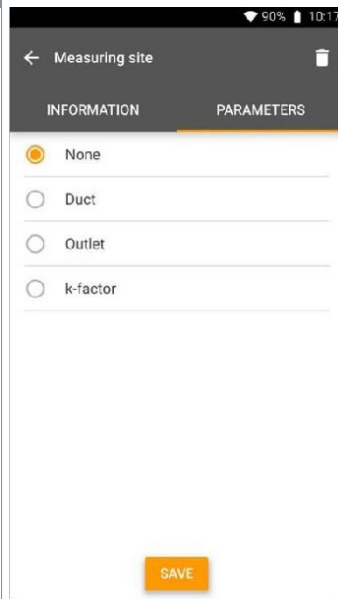 90% 10:17
Measuring site
INFORMATION PARAMETERS
None
Duct
Outlet
k-factor
SAVE